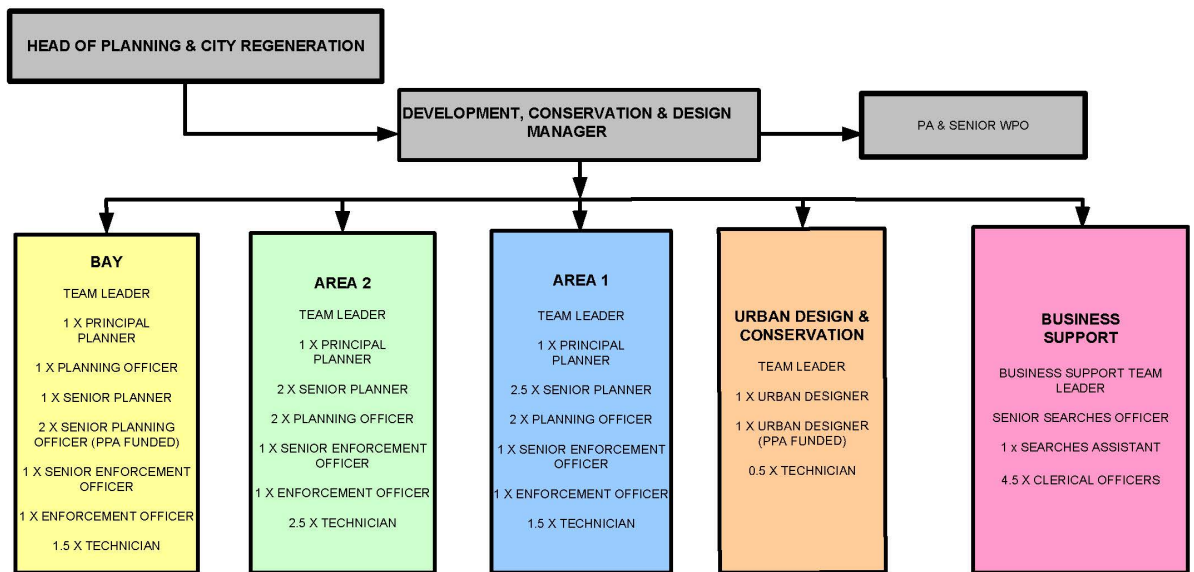 HEAD OF PLANNING & CITY REGENERATION
DEVELOPMENT, CONSERVATION & DESIGN
MANAGER
PA & SENIOR WPO
BAY
TEAM LEADER
1 X PRINCIPAL
PLANNER
1 X PLANNING OFFICER
1 X SENIOR PLANNER
2 X SENIOR PLANNING
OFFICER (PPA FUNDED)
1 X SENIOR ENFORCEMENT
OFFICER
1 X ENFORCEMENT OFFICER
1.5 X TECHNICIAN
AREA 2
TEAM LEADER
1 X PRINCIPAL
PLANNER
2 X SENIOR PLANNER
2 X PLANNING OFFICER
1 X SENIOR ENFORCEMENT
OFFICER
1 X ENFORCEMENT OFFICER
2.5 X TECHNICIAN
AREA 1
TEAM LEADER
1 X PRINCIPAL
PLANNER
2.5 X SENIOR PLANNER
2 X PLANNING OFFICER
1 X SENIOR ENFORCEMENT
OFFICER
1 X ENFORCEMENT OFFICER
1.5 X TECHNICIAN
URBAN DESIGN &
CONSERVATION
TEAM LEADER
1 X URBAN DESIGNER
1 X URBAN DESIGNER
(PPA FUNDED)
0.5 X TECHNICIAN
BUSINESS
SUPPORT
BUSINESS SUPPORT TEAM
LEADER
SENIOR SEARCHES OFFICER
1 x SEARCHES ASSISTANT
4.5 X CLERICAL OFFICERS